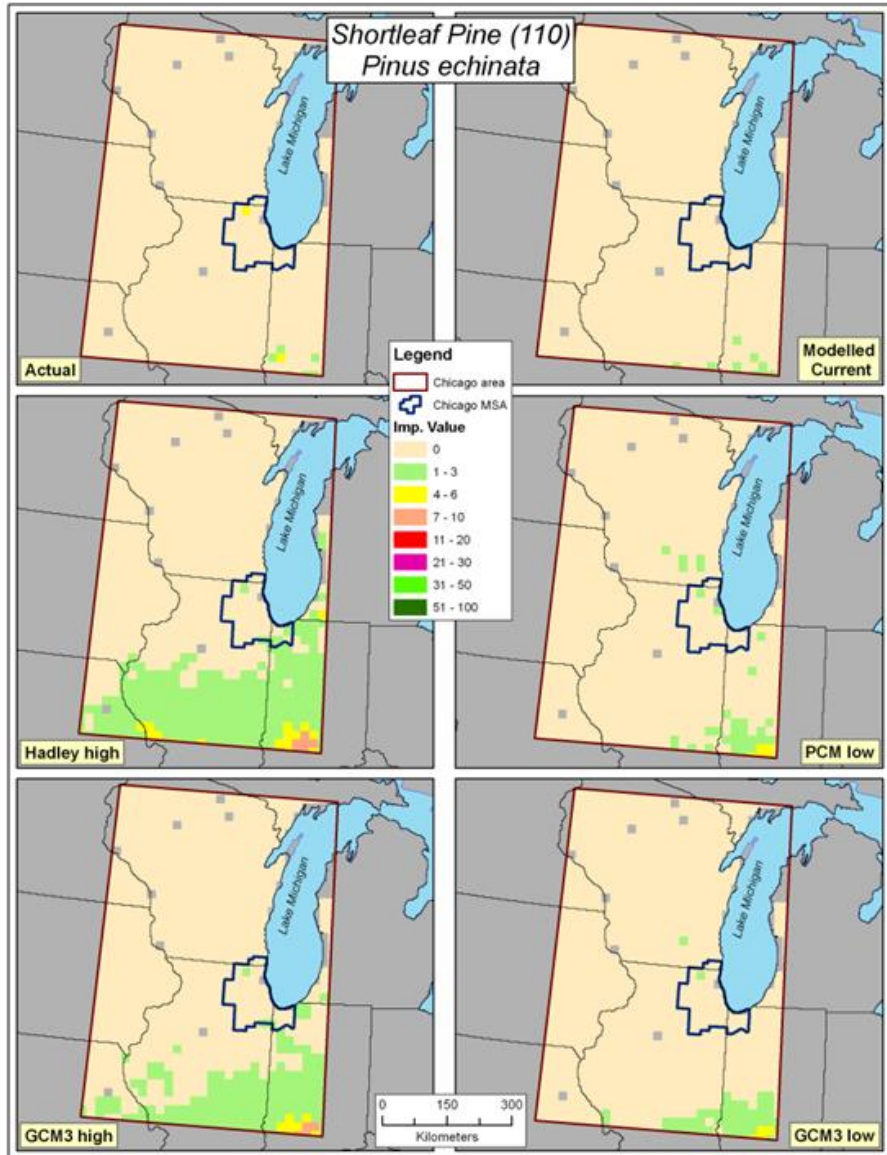 Shortleaf Pine (110)
Pinus echinata
Lake Michigan
Lake Michigan
Actual
Modelled
Current
Legend
Chicago area
Chicago MSA
Imp. Value
0
1 - 3
4 - 6
7 - 10
11 - 20
21 - 30
31 - 50
51 - 100
Lake Michigan
Lake Michigan
Hadley high
PCM low
Lake Michigan
Lake Michigan
GCM3 high
0 150 300
Kilometers
GCM3 low